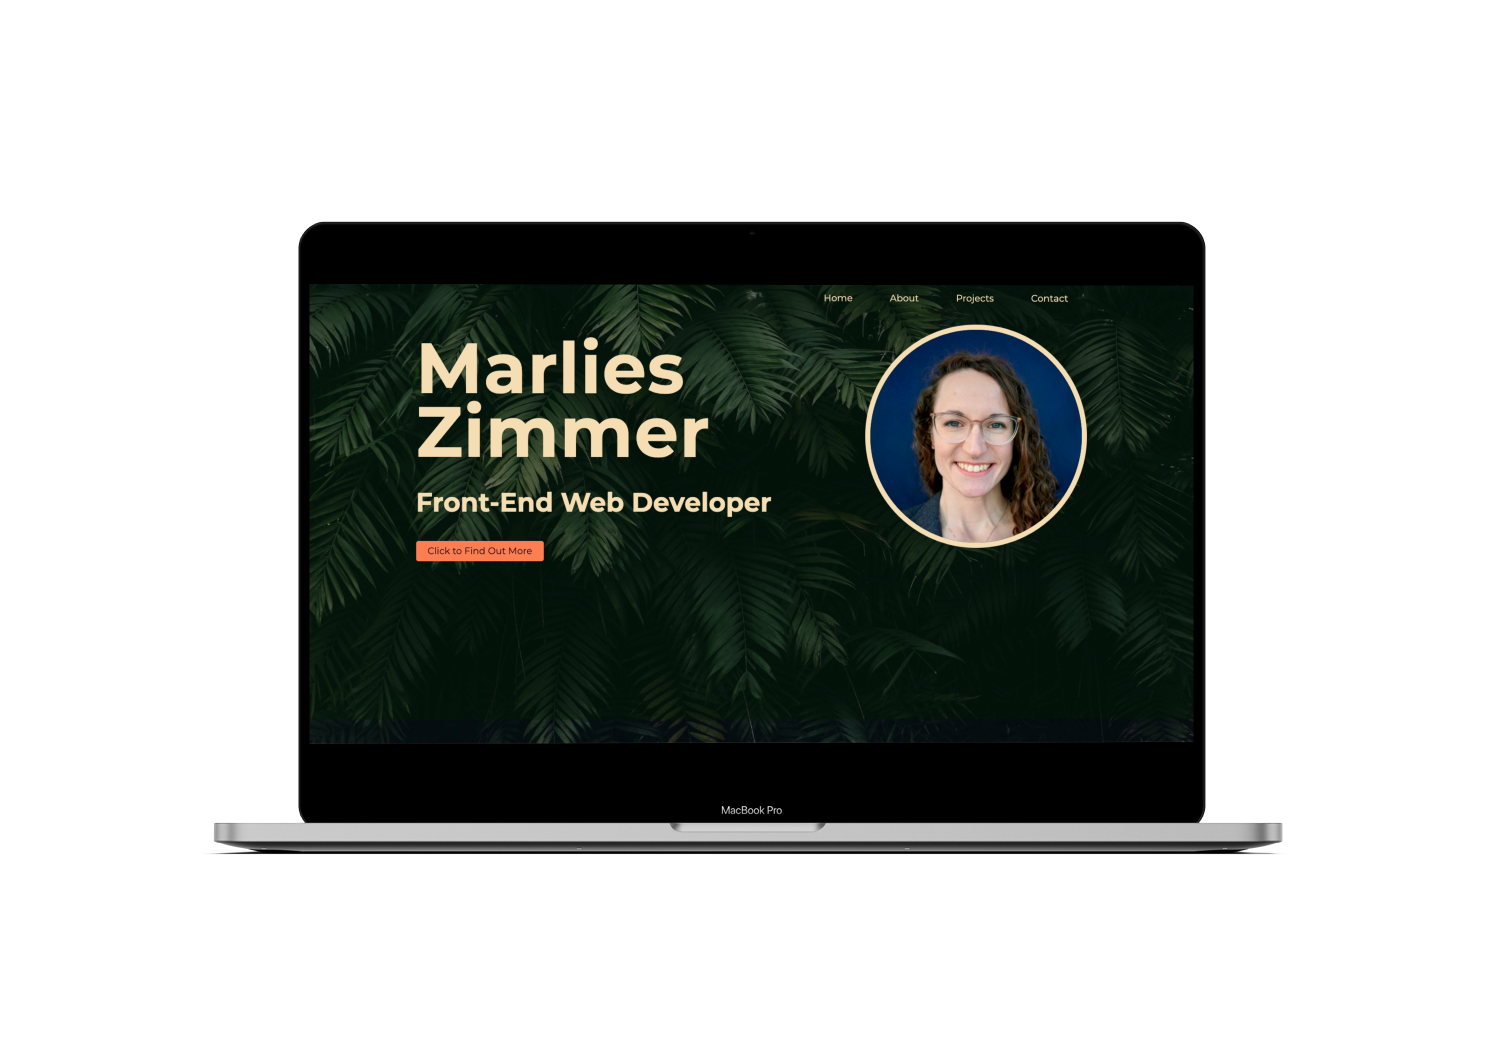 Home About Projects Contact
Marlies
Zimmer
Front-End Web Developer
Click to Find Out More
MacBook Pro